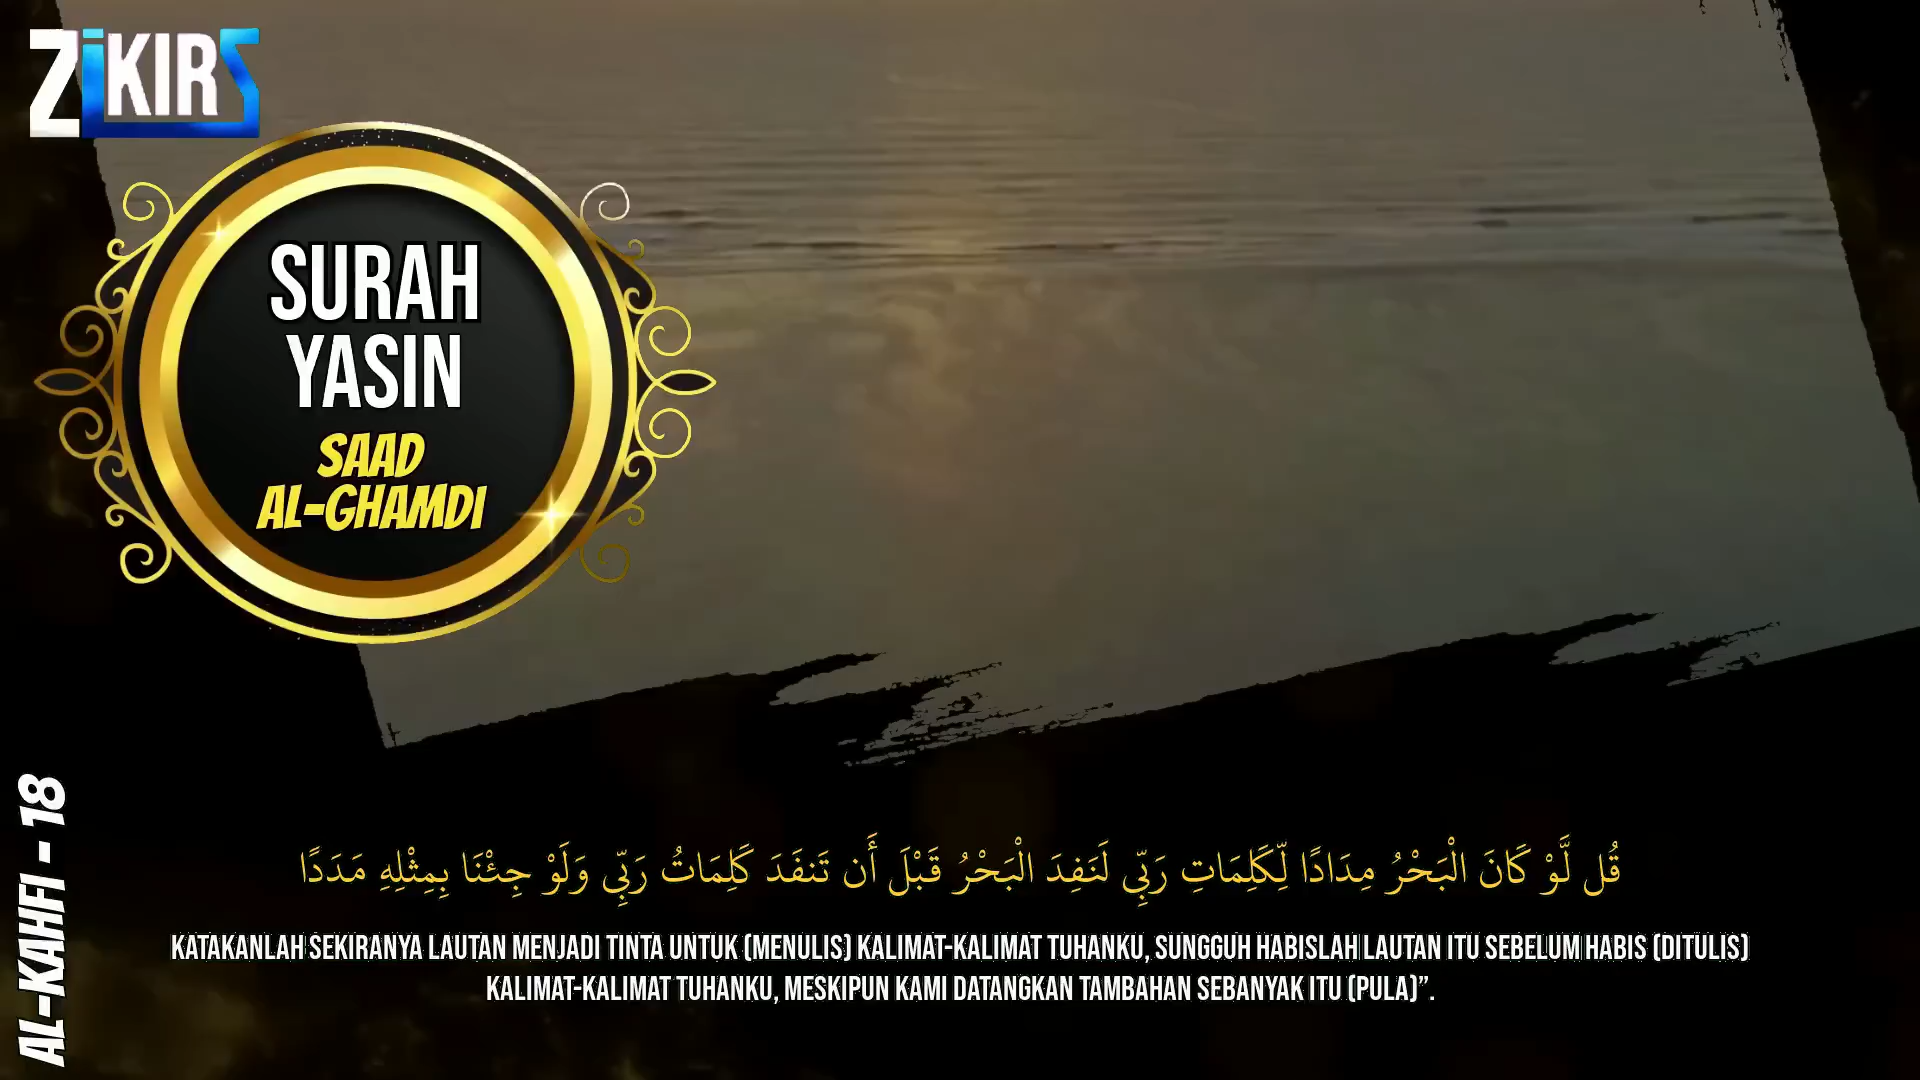 ZIKIRS
SURAH
YASIN
SAAD
AL-GHAMDI
AL-KAHFI - 18
قُل لَّوْ كَانَ الْبَحْرُ مِدَادًا لِّكَلِمَاتِ رَبِّي لَنَفِدَ الْبَحْرُ قَبْلَ أَن تَنفَدَ كَلِمَاتُ رَبِّي وَلَوْ جِئْنَا بِمِثْلِهِ مَدَدًا
KATAKANLAH SEKIRANYA LAUTAN MENJADI TINTA UNTUK (MENULIS) KALIMAT-KALIMAT TUHANKU, SUNGGUH HABISLAH LAUTAN ITU SEBELUM HABIS (DITULIS)
KALIMAT-KALIMAT TUHANKU, MESKIPUN KAMI DATANGKAN TAMBAHAN SEBANYAK ITU (PULA)”.